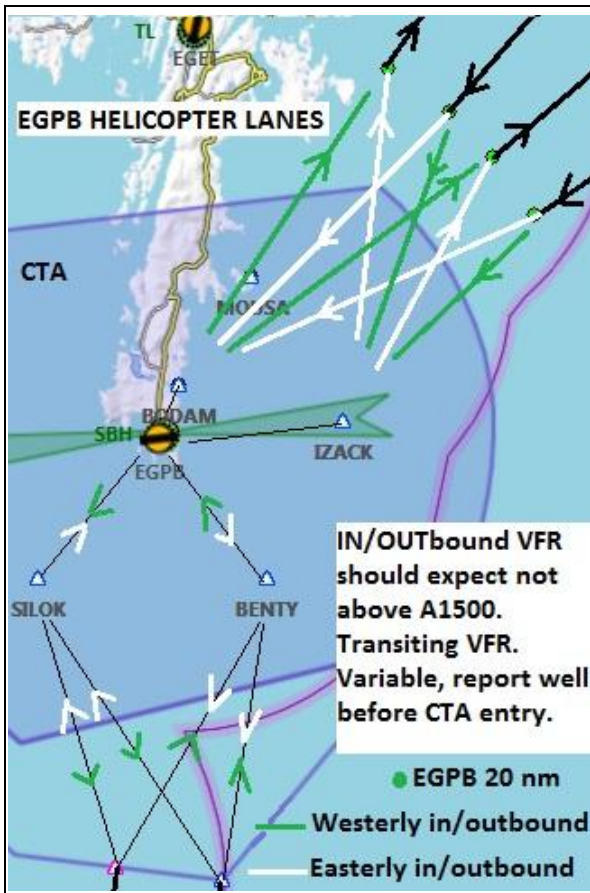 TL
EGET
EGPB HELICOPTER LANES
CTA
MOUSA
BODAM
SBH
EGPB
IZACK
SILOK
BENTY
IN/OUTbound VFR
should expect not
above A1500.
Transiting VFR.
Variable, report well
before CTA entry.
EGPB 20 nm
Westerly in/outbound
Easterly in/outbound